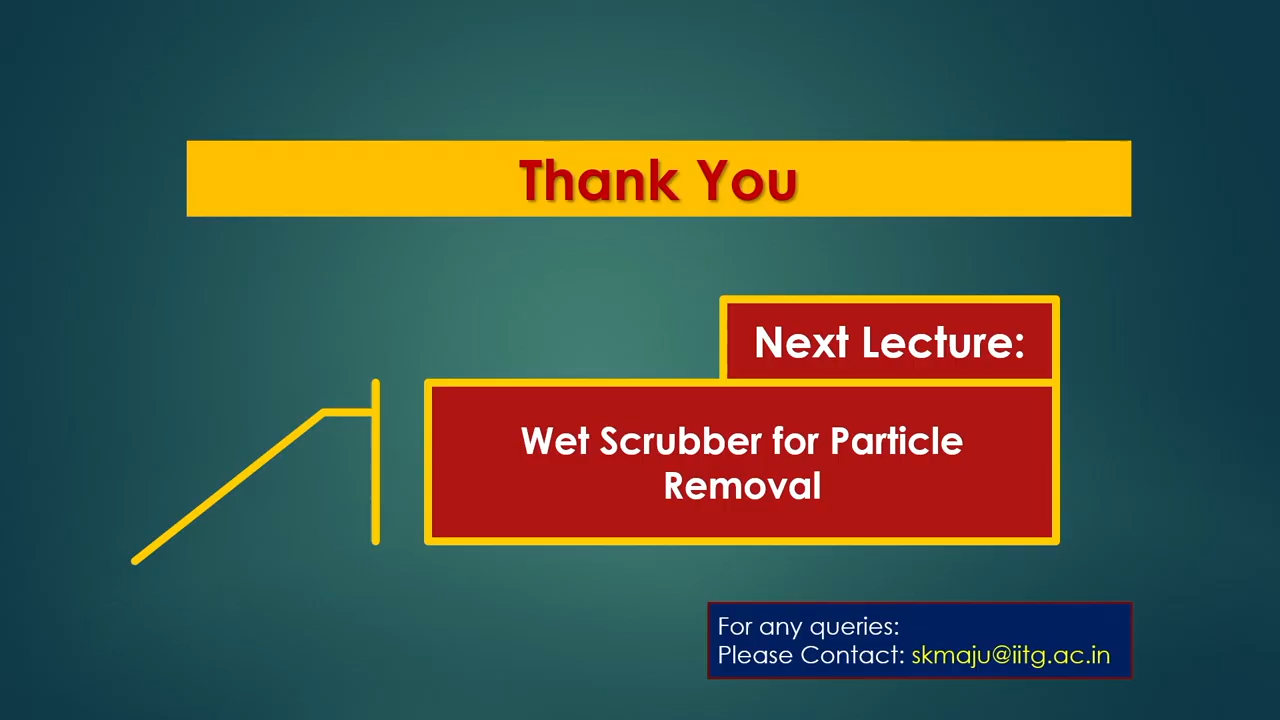 Thank You
Next Lecture:
Wet Scrubber for Particle
Removal
For any queries:
Please Contact: skmaju@iitg.ac.in